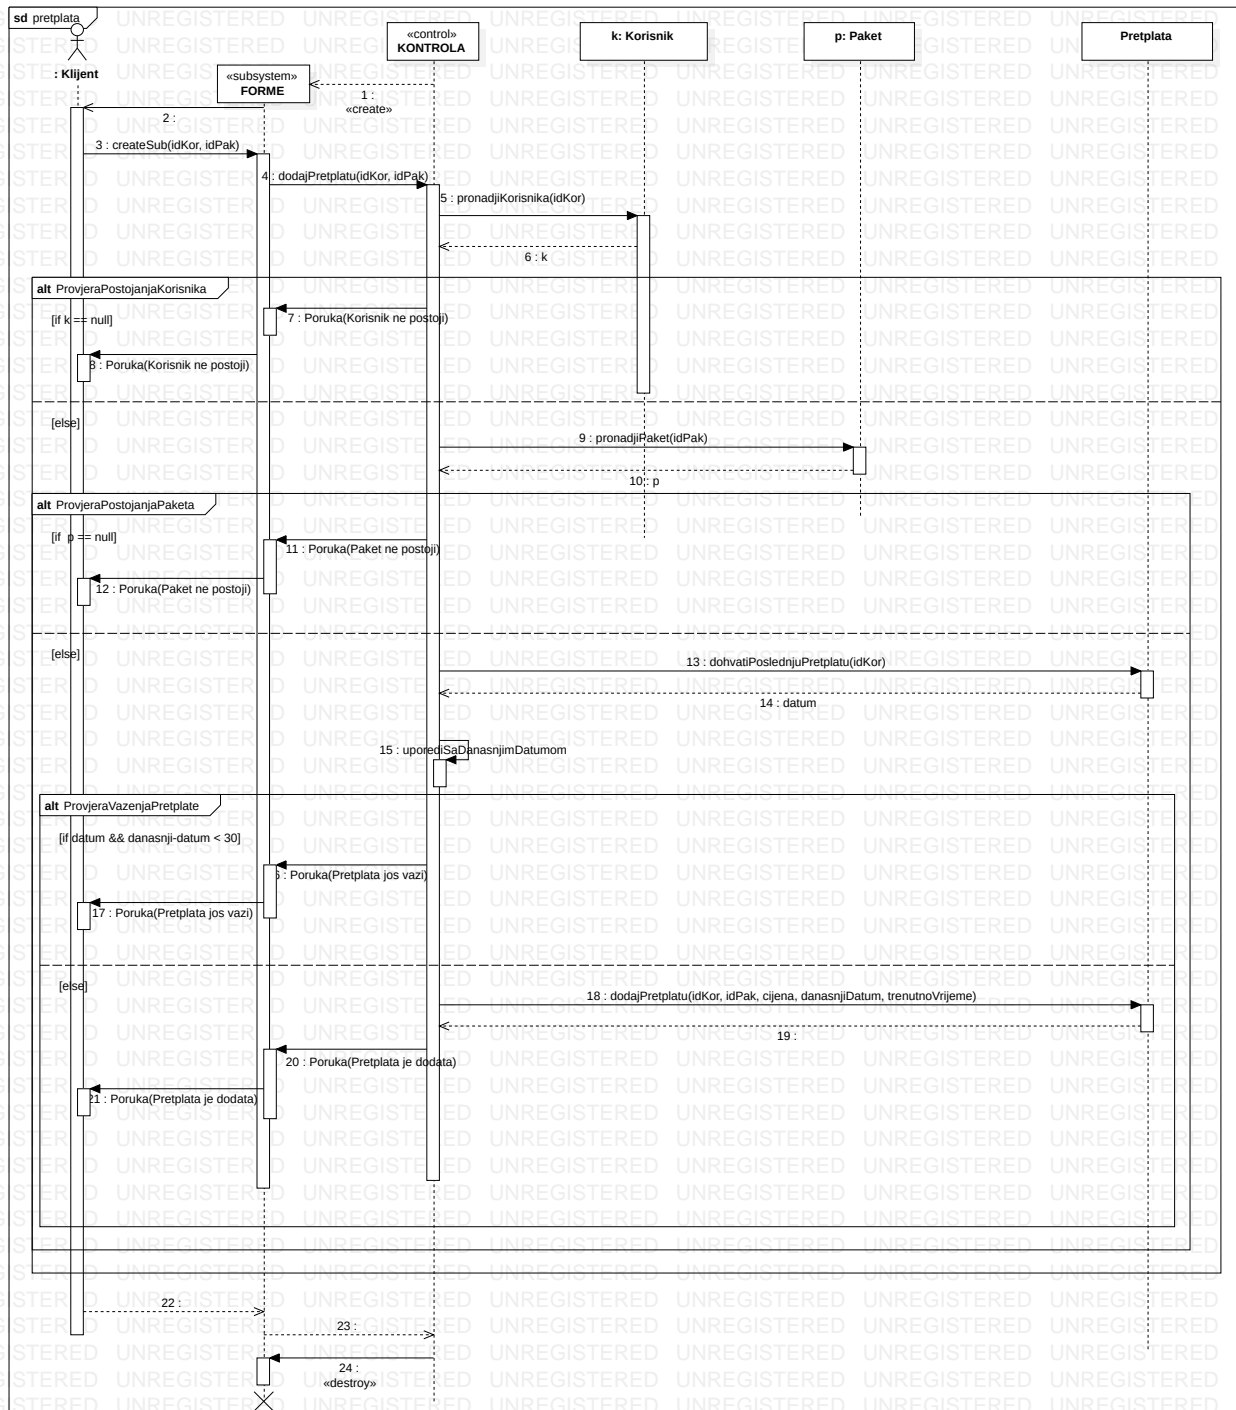 sd pretplata
«control»
KONTROLA
k: Korisnik
p: Paket
Pretplata
: Klijent
«subsystem»
FORME
1 :
«create»
2 :
3 : createSub(idKor, idPak)
4 : dodajPretplatu(idKor, idPak)
5 : pronadjiKorisnika(idKor)
6 : k
alt ProvjeraPostojanjaKorisnika
[if k == null]
7 : Poruka(Korisnik ne postoji)
8 : Poruka(Korisnik ne postoji)
[else]
9 : pronadjiPaket(idPak)
10 : p
alt ProvjeraPostojanjaPaketa
[if p == null]
11 : Poruka(Paket ne postoji)
12 : Poruka(Paket ne postoji)
[else]
13 : dohvatiPoslednjuPretplatu(idKor)
14 : datum
15 : uporediSaDanasnjimDatumom
alt ProvjeraVazenjaPretplate
[if datum && danasnji-datum < 30]
: Poruka(Pretplata jos vazi)
17 : Poruka(Pretplata jos vazi)
[else]
18 : dodajPretplatu(idKor, idPak, cijena, danasnjiDatum, trenutnoVrijeme)
19 :
20 : Poruka(Pretplata je dodata)
21 : Poruka(Pretplata je dodata)
22 :
23 :
24 :
«destroy»
UNREGISTERED